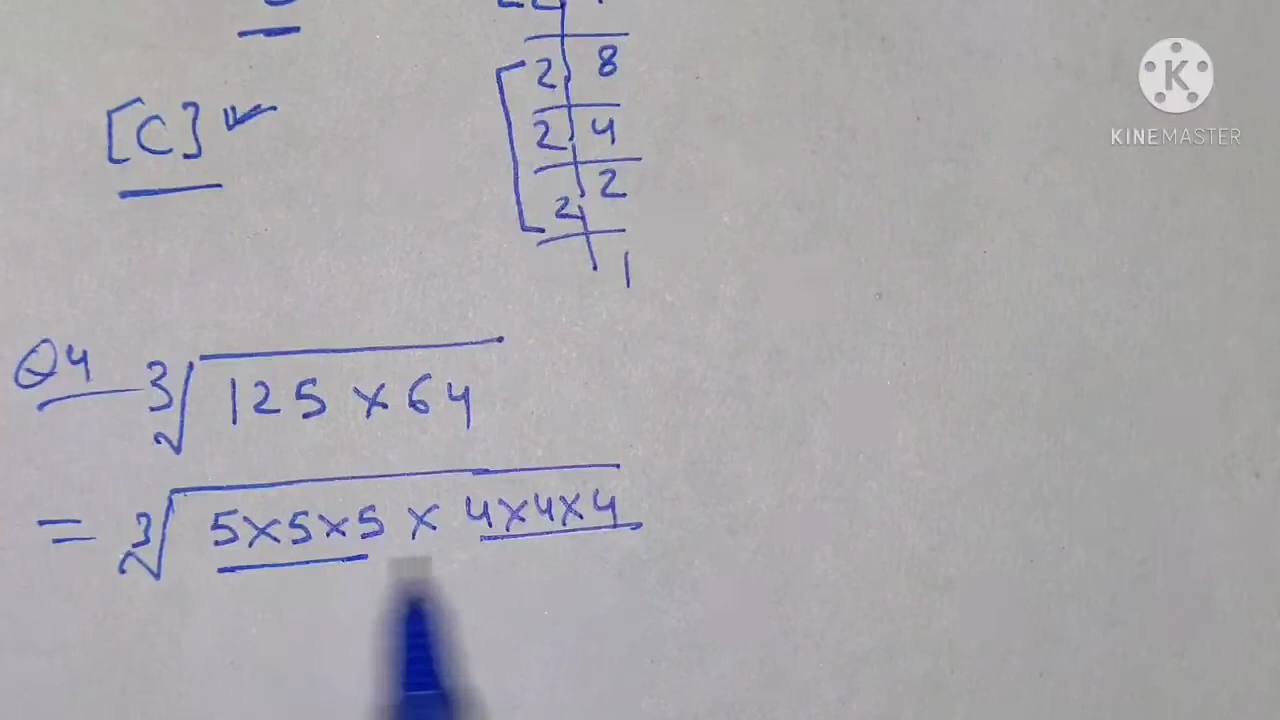 2 8
[C] ✓
2 4
2 2
1
Q4 ∛125 × 64
= ∛5×5×5 × 4×4×4
K
KINEMASTER